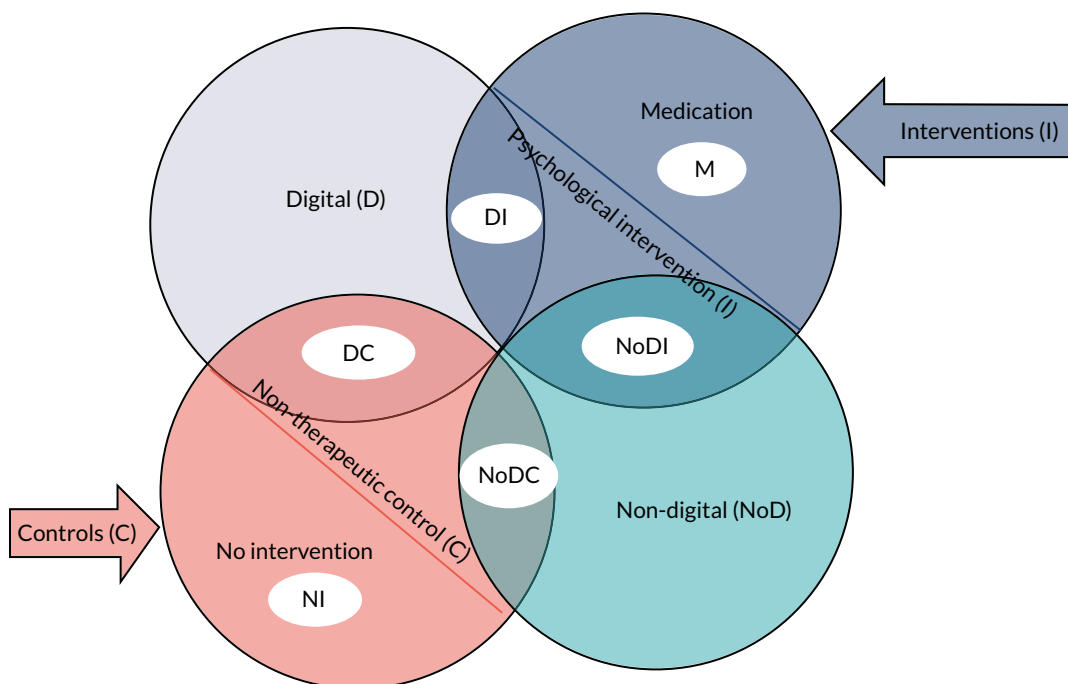 Medication
Interventions (I)
M
Digital (D)
DI
Psychological intervention (I)
DC
NoDI
Non-therapeutic control (C)
NoDC
Non-digital (NoD)
Controls (C)
No intervention
NI